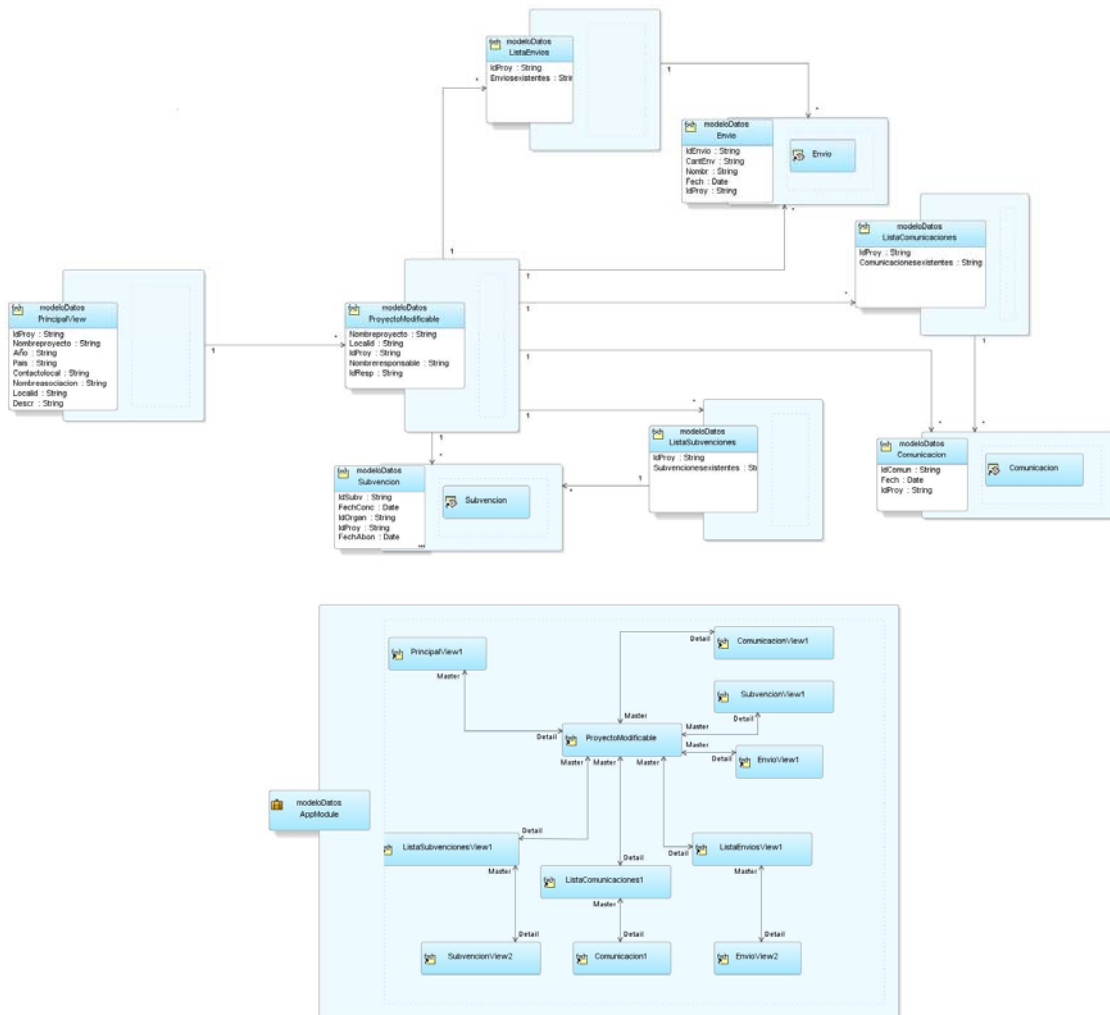 modeloDatos
ListaEnvios
IdProy : String
Enviosexistentes : Strin
1
*
*
modeloDatos
Envio
IdEnvio : String
CantEnv : String
Nombr : String
Fech : Date
IdProy : String
Envio
*
modeloDatos
ListaComunicaciones
IdProy : String
Comunicacionesexistentes : String
1
modeloDatos
PrincipalView
IdProy : String
Nombreproyecto : String
Año : String
Pais : String
Contactolocal : String
Nombreasociacion : String
Localid : String
Descr : String
1
*
modeloDatos
ProyectoModificable
Nombreproyecto : String
Localid : String
IdProy : String
Nombreresponsable : String
IdResp : String
1
1
1
*
1
1
1
*
*
*
*
modeloDatos
ListaSubvenciones
IdProy : String
Subvencionesexistentes : Str
1
*
modeloDatos
Subvencion
IdSubv : String
FechConc : Date
IdOrgan : String
IdProy : String
FechAbon : Date
...
Subvencion
modeloDatos
Comunicacion
IdComun : String
Fech : Date
IdProy : String
Comunicacion
modeloDatos
AppModule
PrincipalView1
Master
Detail
ComunicacionView1
Detail
Master
SubvencionView1
Detail
Master
ProyectoModificable
Master
Detail
EnvioView1
Master
Master
Master
Detail
ListaSubvencionesView1
Master
Detail
ListaComunicaciones1
Master
Detail
ListaEnviosView1
Master
Detail
SubvencionView2
Detail
Comunicacion1
Detail
EnvioView2